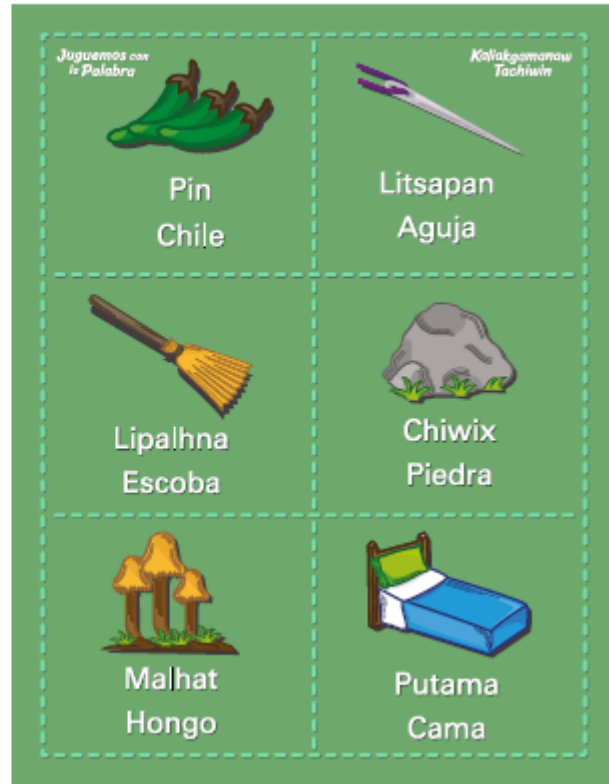 Juguemos con
la Palabra
Kaliakgamanaw
Tachiwin
Pin
Chile
Litsapan
Aguja
Lipalhna
Escoba
Chiwix
Piedra
Malhat
Hongo
Putama
Cama